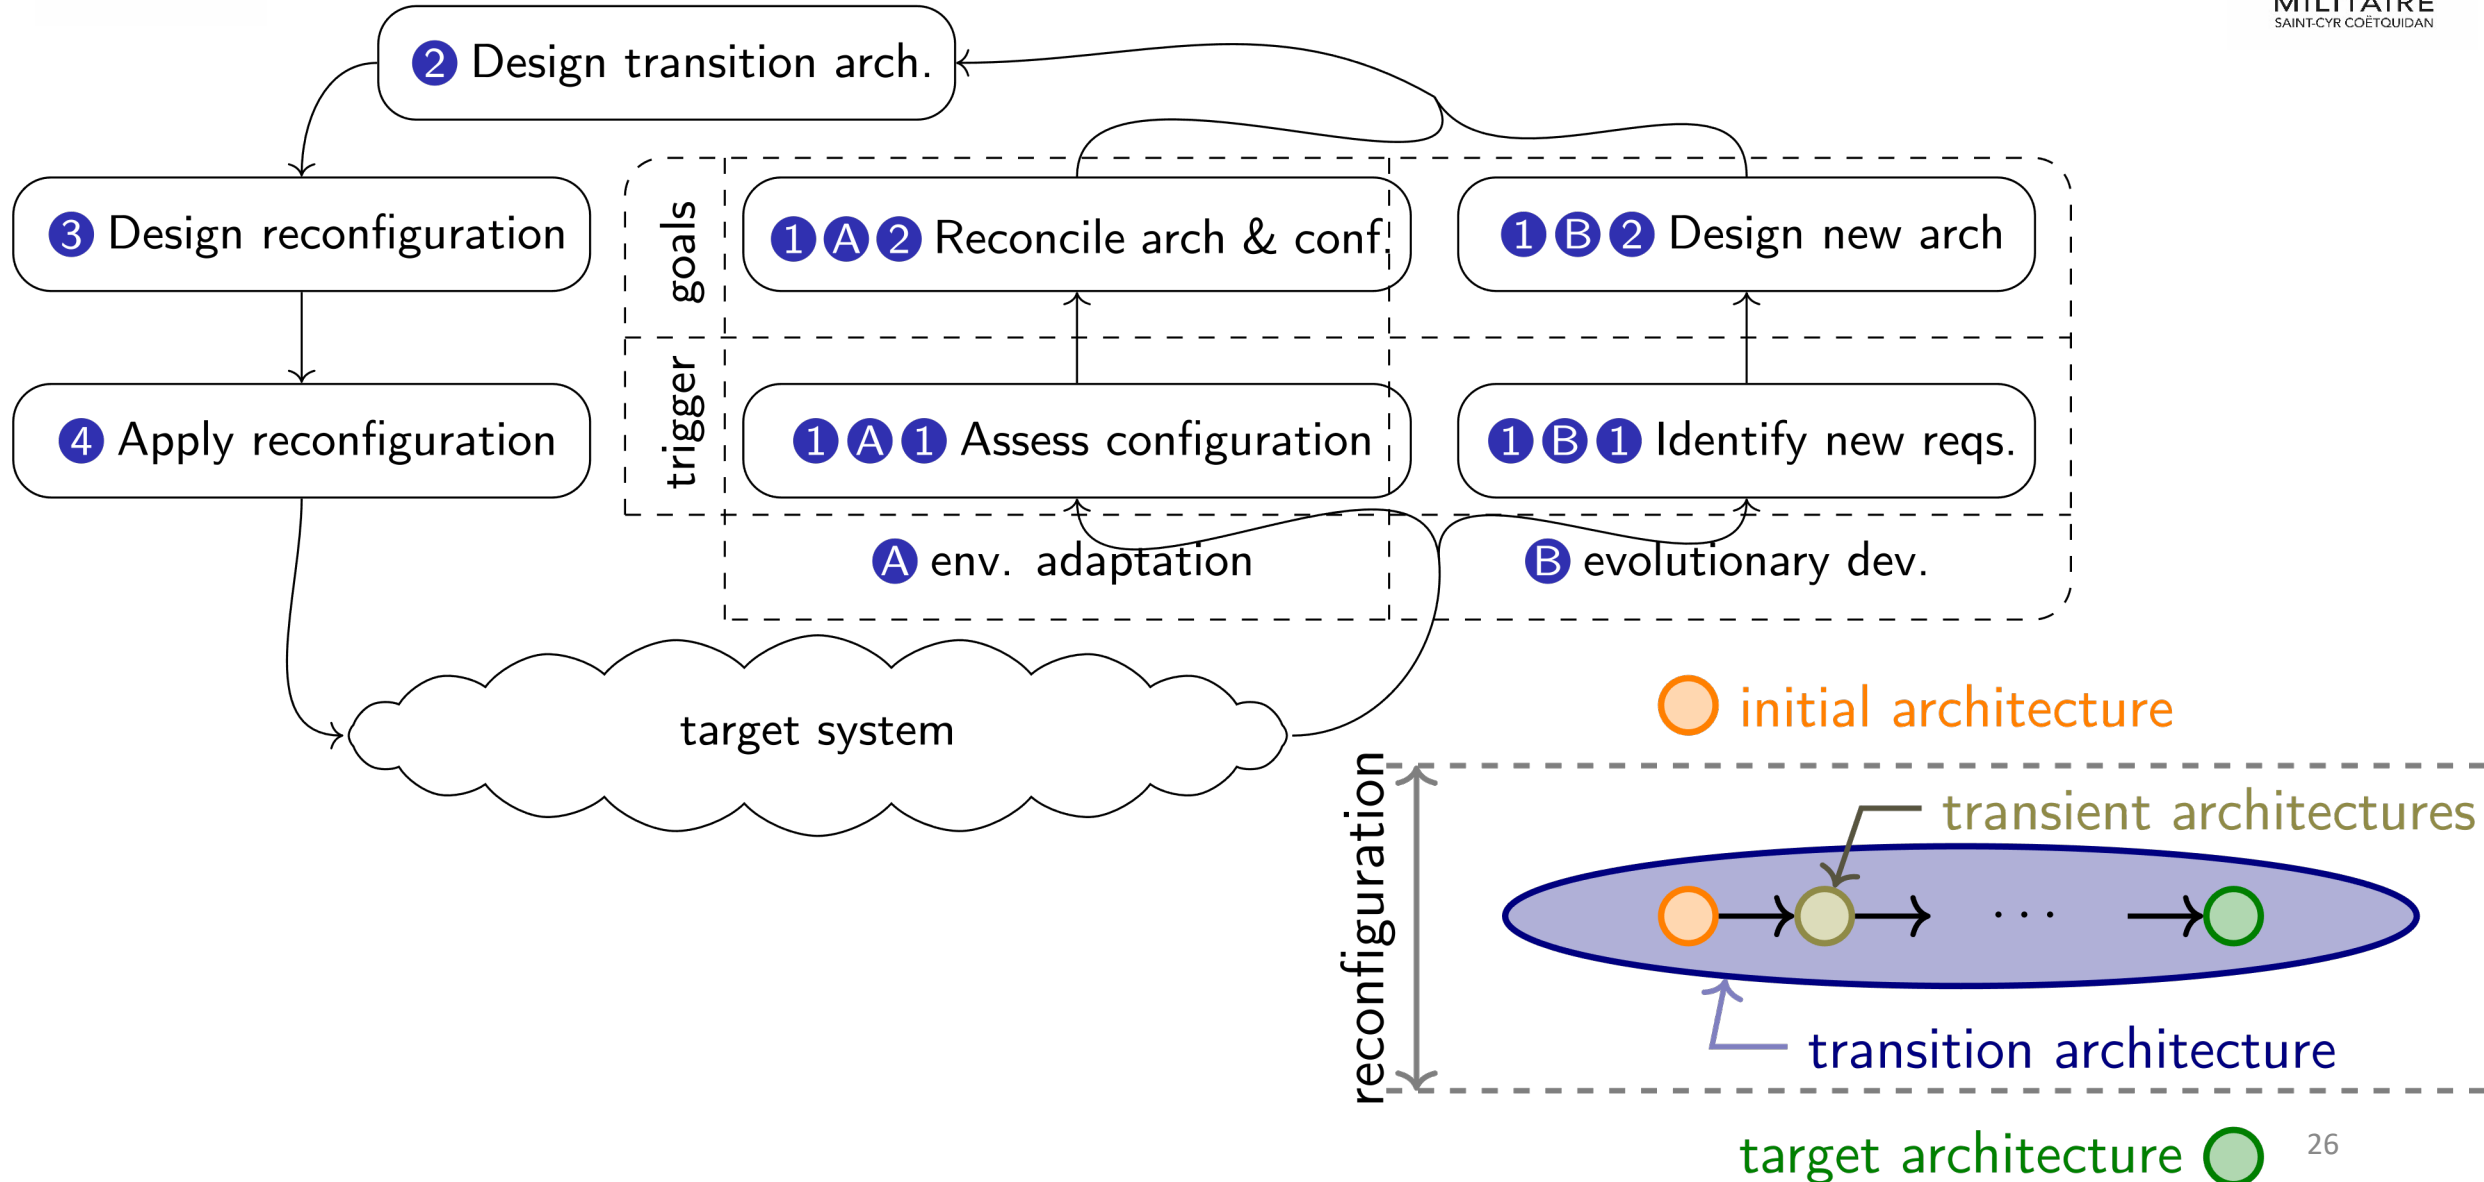 MILITAIRE
SAINT-CYR COËTQUIDAN
2 Design transition arch.
3 Design reconfiguration
goals
1 A 2 Reconcile arch & conf.
1 B 2 Design new arch
4 Apply reconfiguration
trigger
1 A 1 Assess configuration
1 B 1 Identify new reqs.
A env. adaptation
B evolutionary dev.
target system
initial architecture
reconfiguration
transient architectures
...
transition architecture
target architecture
26